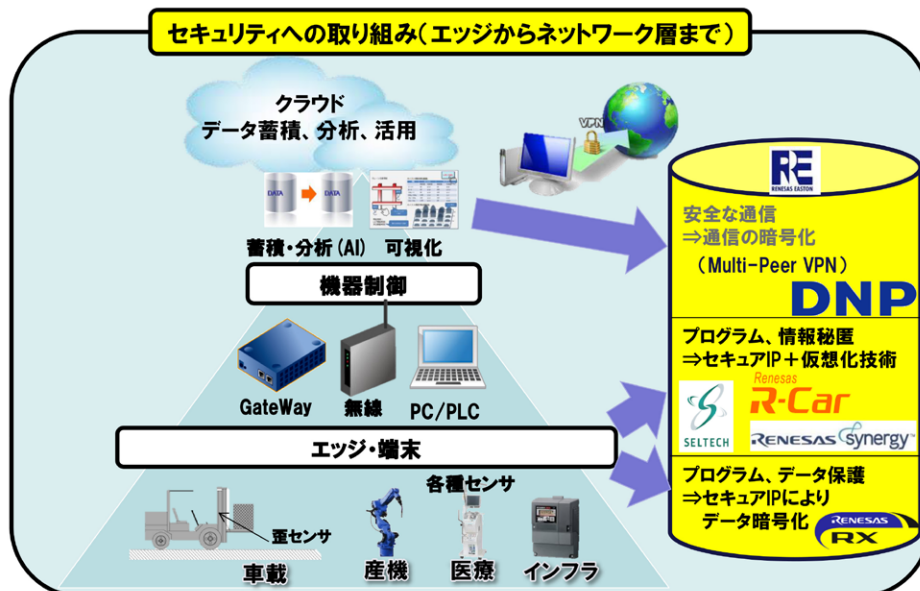 セキュリティへの取り組み(エッジからネットワーク層まで)
クラウド
データ蓄積、分析、活用
VPN
DATA
DATA
蓄積・分析(AI)
可視化
機器制御
GateWay
無線
PC/PLC
エッジ・端末
各種センサ
歪センサ
車載
産機
医療
インフラ
RE
RENESAS EASTON
安全な通信
⇒通信の暗号化
(Multi-Peer VPN)
DNP
プログラム、情報秘匿
⇒セキュアIP+仮想化技術
SELTECH
Renesas
R-Car
RENESAS Synergy™
プログラム、データ保護
⇒セキュアIPにより
データ暗号化
RENESAS
RX